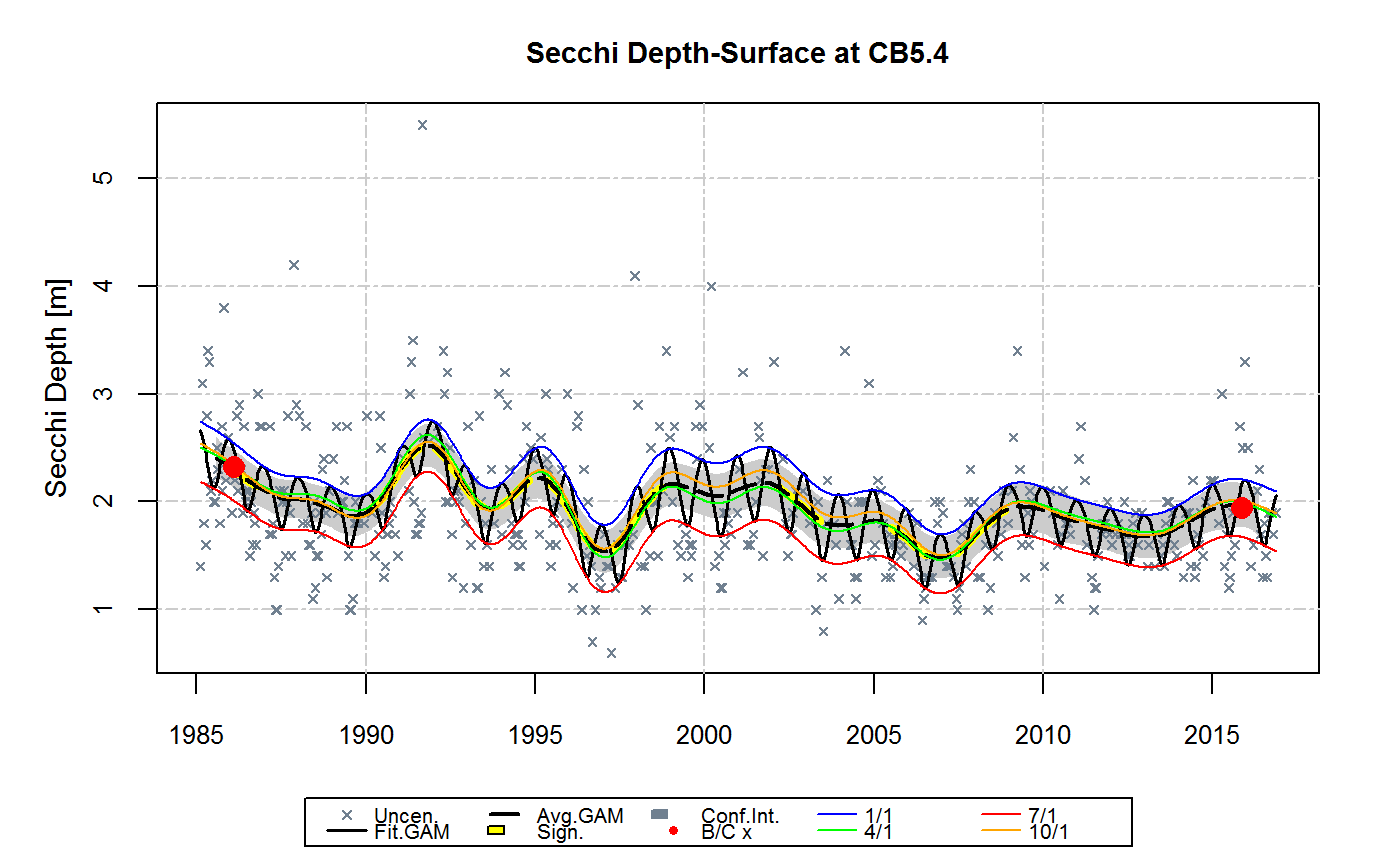 Secchi Depth-Surface at CB5.4
Secchi Depth [m]
5
4
3
2
1
1985 1990 1995 2000 2005 2010 2015
Uncen. Avg.GAM Conf.Int. 1/1 7/1
Fit.GAM Sign. B/C x 4/1 10/1